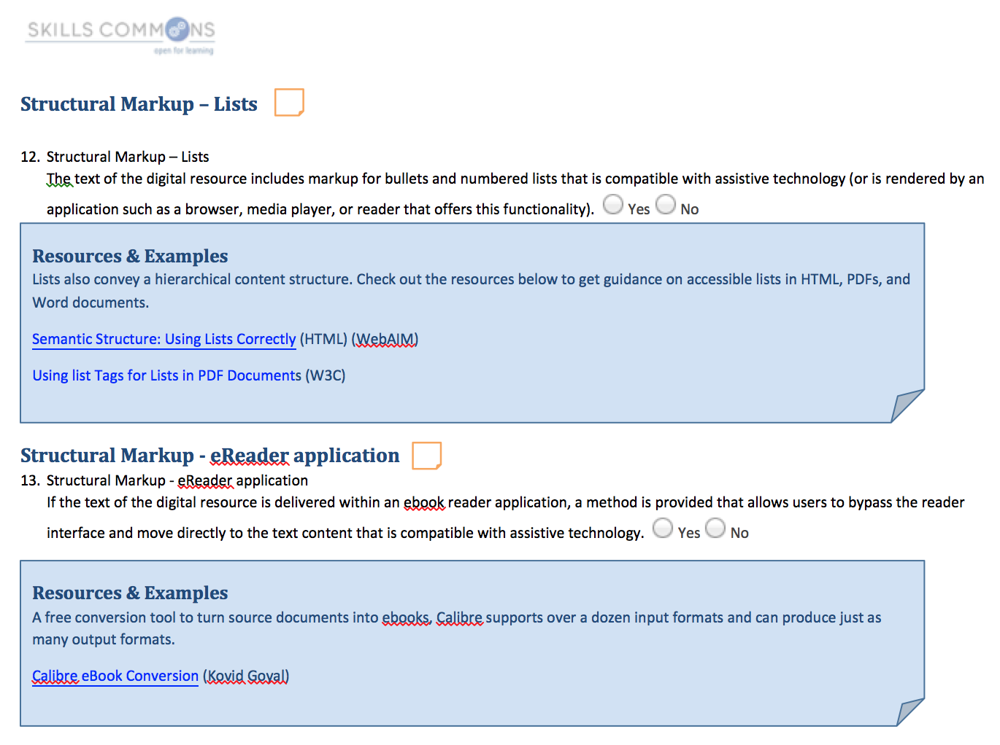 SKILLS COMMONS
open for learning
Structural Markup – Lists
12. Structural Markup – Lists
The text of the digital resource includes markup for bullets and numbered lists that is compatible with assistive technology (or is rendered by an
application such as a browser, media player, or reader that offers this functionality). Yes No
Resources & Examples
Lists also convey a hierarchical content structure. Check out the resources below to get guidance on accessible lists in HTML, PDFs, and
Word documents.
Semantic Structure: Using Lists Correctly (HTML) (WebAIM)
Using list Tags for Lists in PDF Documents (W3C)
Structural Markup - eReader application
13. Structural Markup - eReader application
If the text of the digital resource is delivered within an ebook reader application, a method is provided that allows users to bypass the reader
interface and move directly to the text content that is compatible with assistive technology. Yes No
Resources & Examples
A free conversion tool to turn source documents into ebooks, Calibre supports over a dozen input formats and can produce just as
many output formats.
Calibre eBook Conversion (Kovid Goyal)